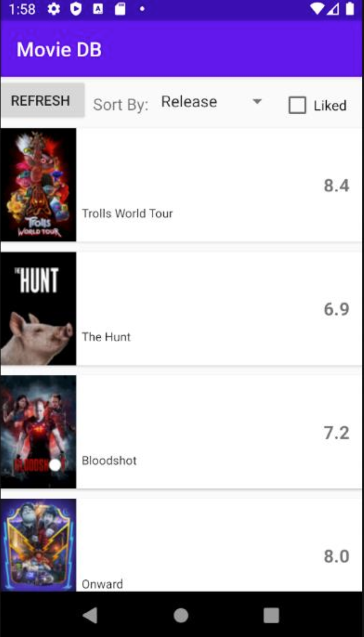 1:58
Movie DB
REFRESH Sort By: Release Liked
8.4
Trolls World Tour
TROLLS
WORLD TOUR
THE HUNT
6.9
The Hunt
7.2
BLOODSHOT
Bloodshot
8.0
Onward